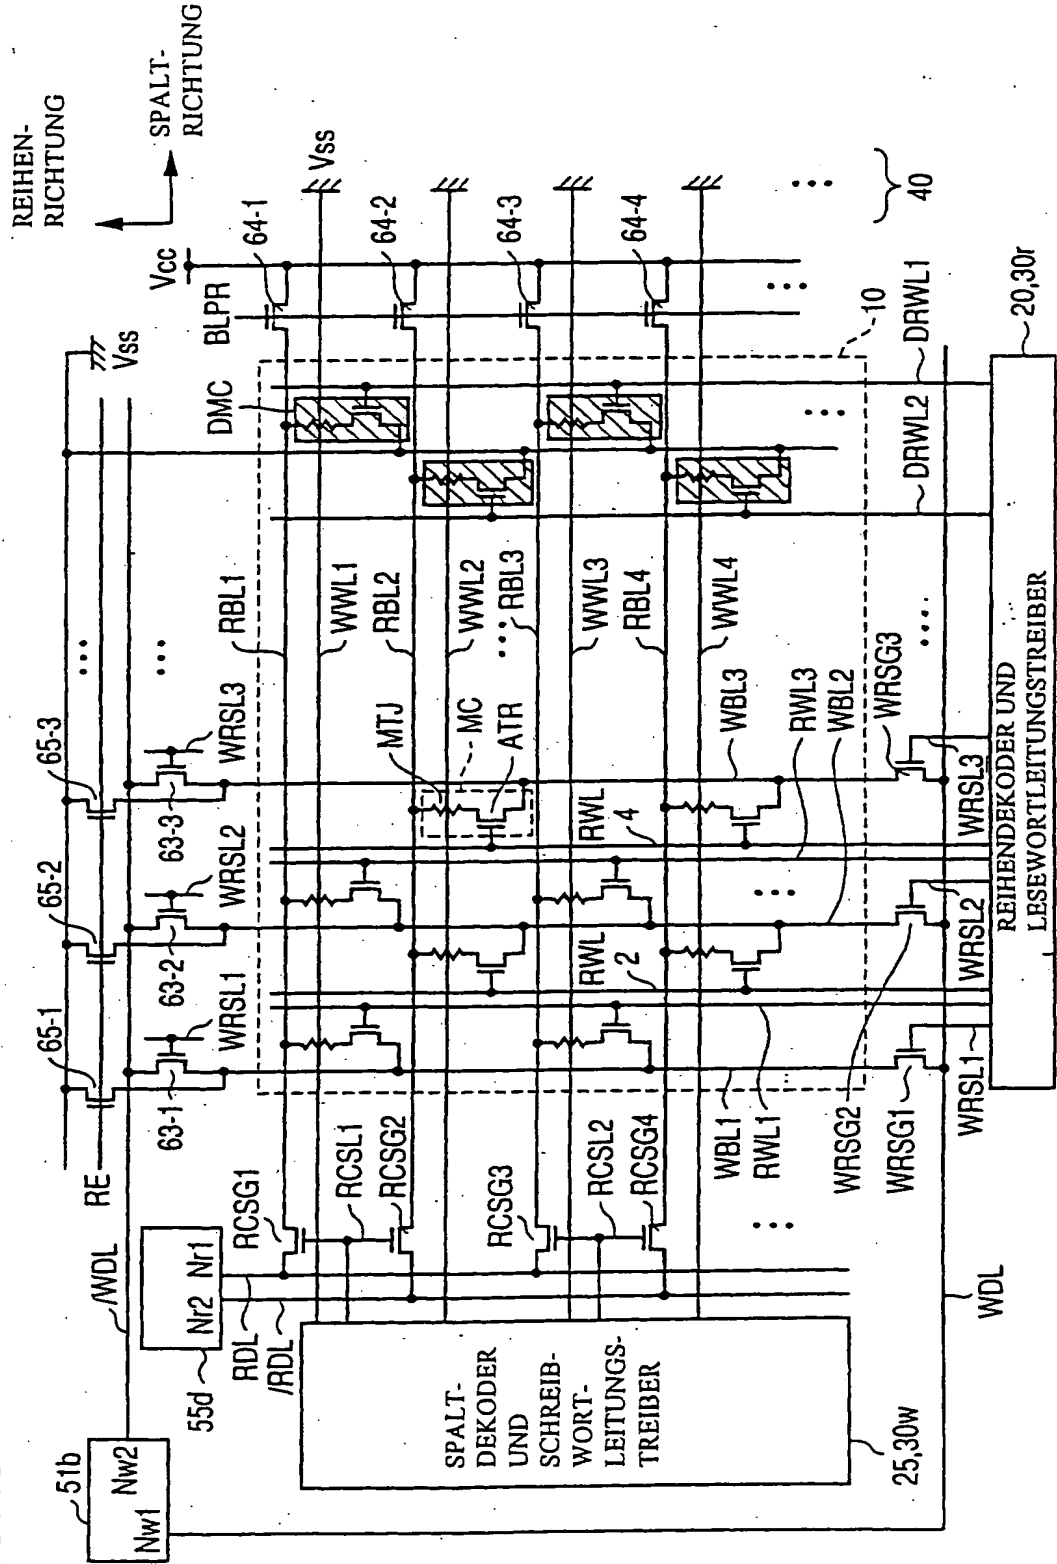 REIHEN-
RICHTUNG
SPALT-
RICHTUNG
51b
Nw2
Nw1
/WDL
RE
65-1
65-2
65-3
Vss
Vcc
BLPR
63-1
WRSL1
63-2
WRSL2
63-3
WRSL3
...
...
55d
Nr2 Nr1
RDL
/RDL
RCSG1
RCSL1
RCSG2
RCSG3
RCSL2
RCSG4
...
RBL1
WWL1
RBL2
WWL2
...RBL3
WWL3
RBL4
WWL4
MTJ
MC
ATR
DMC
64-1
64-2
64-3
64-4
Vss
...
40
...
10
...
RWL
2
RWL
4
...
SPALT-
DEKODER
UND
SCHREIB-
WORT-
LEITUNGS-
TREIBER
25,30w
WBL1
RWL1
WRSG2
WRSG1
WBL3
RWL3
WBL2
WRSG3
DRWL2
DRWL1
WDL
WRSL1
WRSL2
WRSL3
....
REIHENDEKODER UND
LESEWORTLEITUNGSTREIBER
20,30r